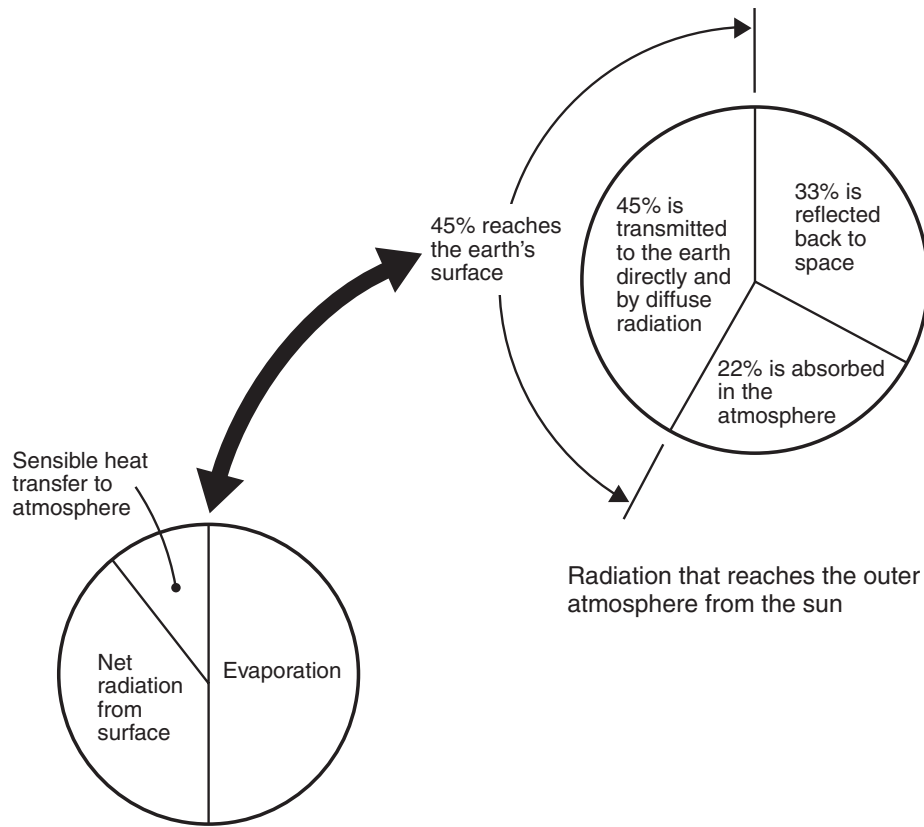 45% reaches
the earth's
surface
45% is
transmitted
to the earth
directly and
by diffuse
radiation
33% is
reflected
back to
space
22% is absorbed
in the
atmosphere
Radiation that reaches the outer
atmosphere from the sun
Sensible heat
transfer to
atmosphere
Net
radiation
from
surface
Evaporation